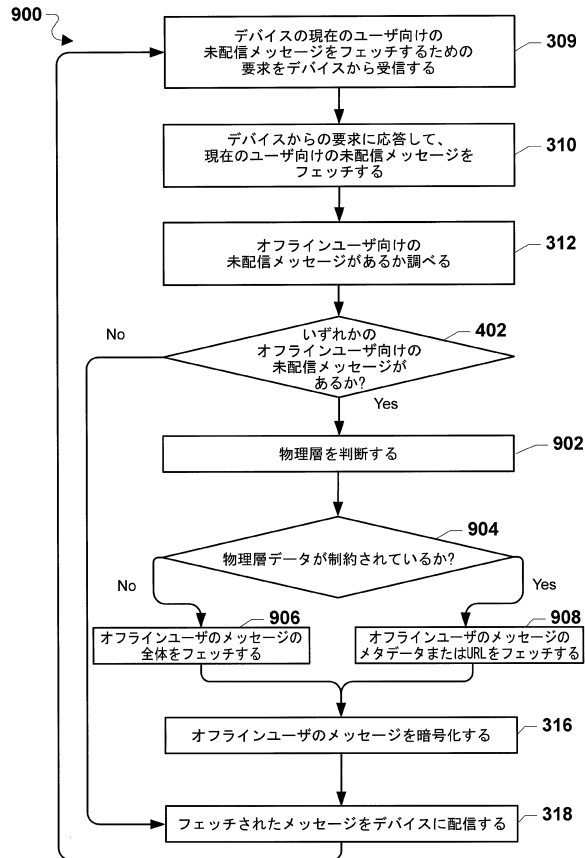 900
デバイスの現在のユーザ向けの
未配信メッセージをフェッチするための
要求をデバイスから受信する
309
デバイスからの要求に応答して、
現在のユーザ向けの未配信メッセージを
フェッチする
310
オフラインユーザ向けの
未配信メッセージがあるか調べる
312
いずれかの
オフラインユーザ向けの
未配信メッセージが
あるか?
402
No
Yes
物理層を判断する
902
物理層データが制約されているか?
904
No
Yes
906
オフラインユーザのメッセージの
全体をフェッチする
908
オフラインユーザのメッセージの
メタデータまたはURLをフェッチする
オフラインユーザのメッセージを暗号化する
316
フェッチされたメッセージをデバイスに配信する
318